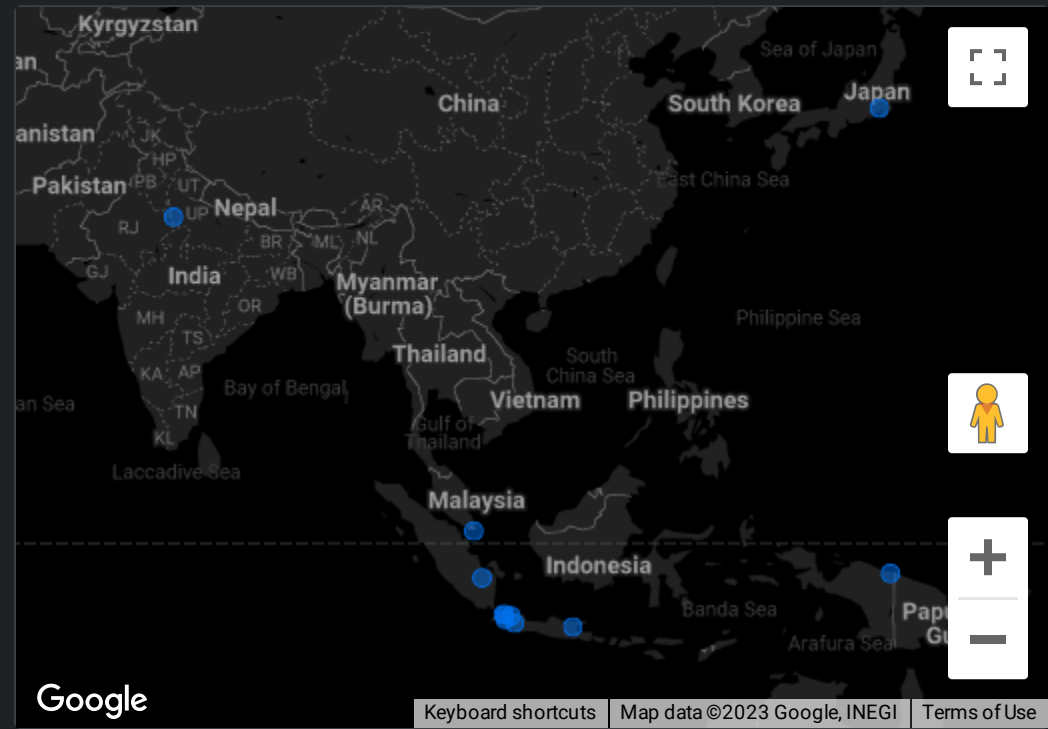 Kyrgyzstan
Sea of Japan
an
Japan
China
South Korea
anistan
JK
HP
East China Sea
Pakistan
PB
UT
Nepal
UP
AR
RJ
BR
ML
NL
GJ
India
WB
Myanmar
(Burma)
OR
MH
Philippine Sea
TS
Thailand
South
China Sea
KA
AP
Bay of Bengal
an Sea
Vietnam
Philippines
TN
Gulf of
Thailand
KL
Laccadive Sea
Malaysia
Indonesia
Banda Sea
Papu
Gu
Arafura Sea
Google
Keyboard shortcuts
Map data ©2023 Google, INEGI
Terms of Use